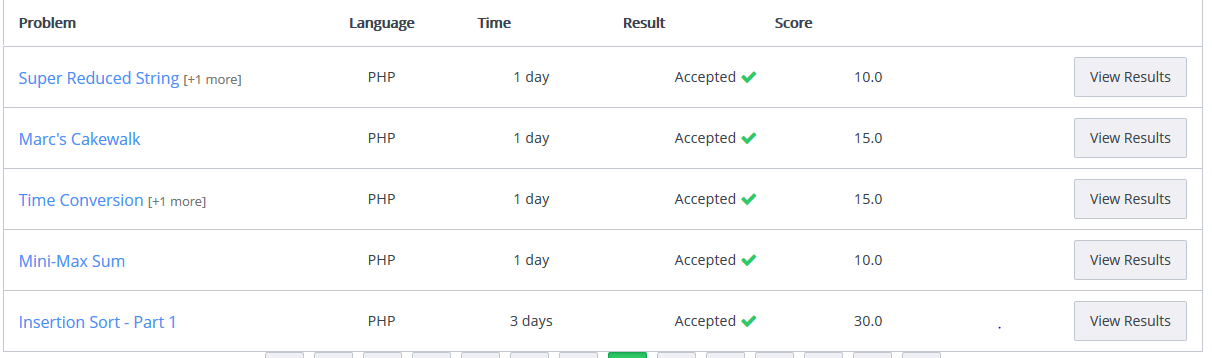 Problem Language Time Result Score
Super Reduced String [+1 more] PHP 1 day Accepted 10.0 View Results
Marc's Cakewalk PHP 1 day Accepted 15.0 View Results
Time Conversion [+1 more] PHP 1 day Accepted 15.0 View Results
Mini-Max Sum PHP 1 day Accepted 10.0 View Results
Insertion Sort - Part 1 PHP 3 days Accepted 30.0 . View Results